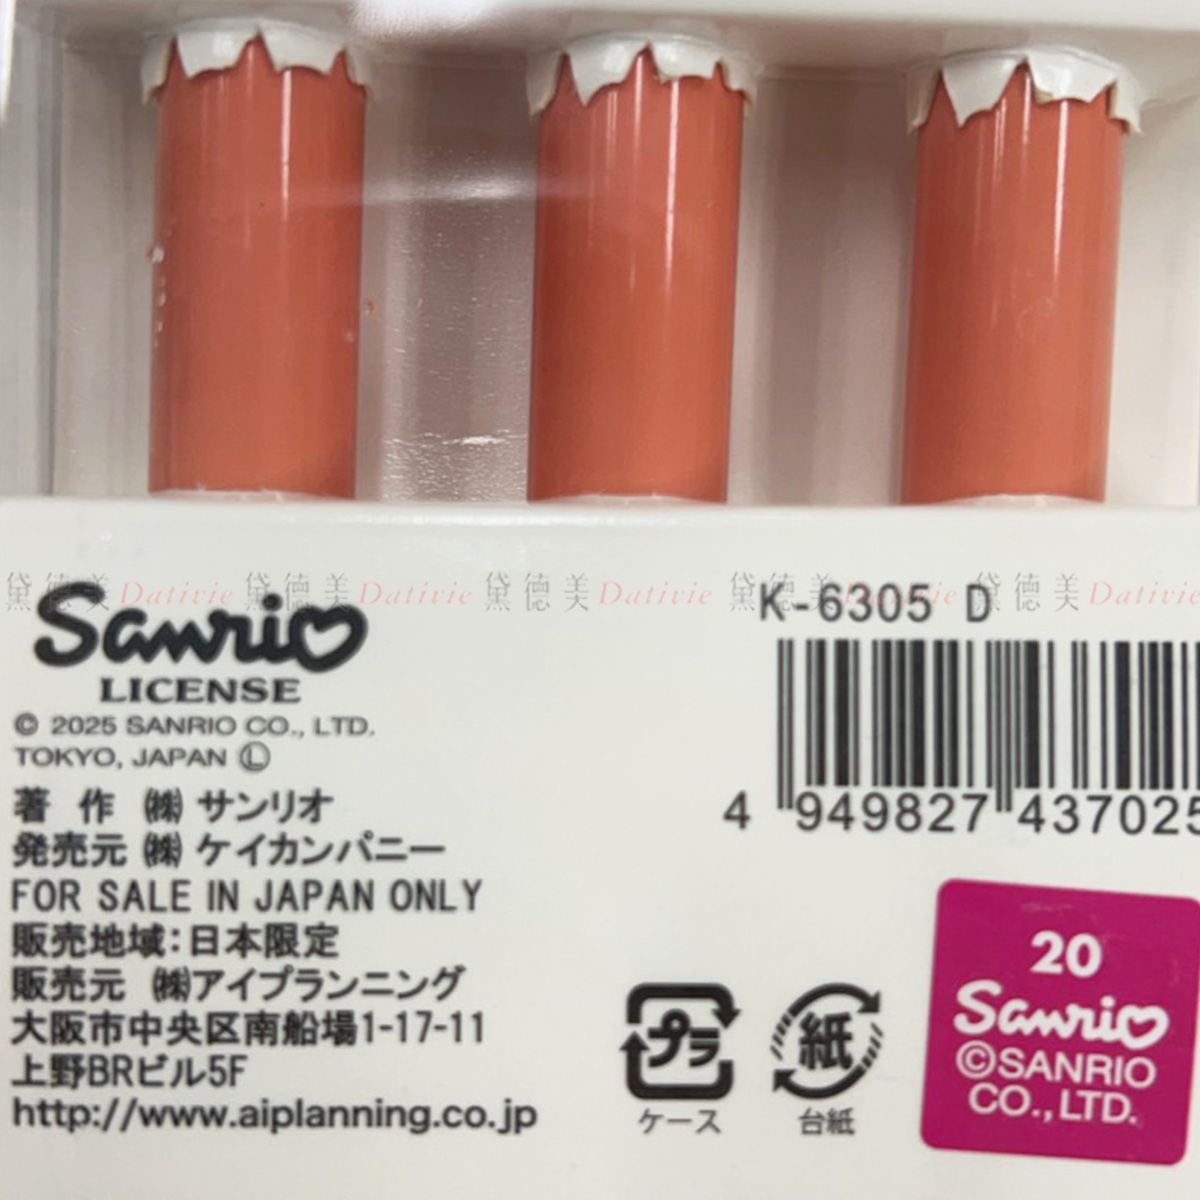 黛德美 Dativie 黛德美 Dativie 黛德美 Dativie 黛德美 Dativie 黛德美 Dativie
Sanrio
LICENSE
© 2025 SANRIO CO., LTD.
TOKYO, JAPAN Ⓛ
著 作 ㈱ サンリオ
発売元 ㈱ ケイカンパニー
FOR SALE IN JAPAN ONLY
販売地域:日本限定
販売元 ㈱アイプランニング
大阪市中央区南船場1-17-11
上野BRビル5F
http://www.aiplanning.co.jp
K-6305 D
4 949827 437025
プラ
ケース
紙
台紙
20
Sanrio
©SANRIO
CO.,LTD.